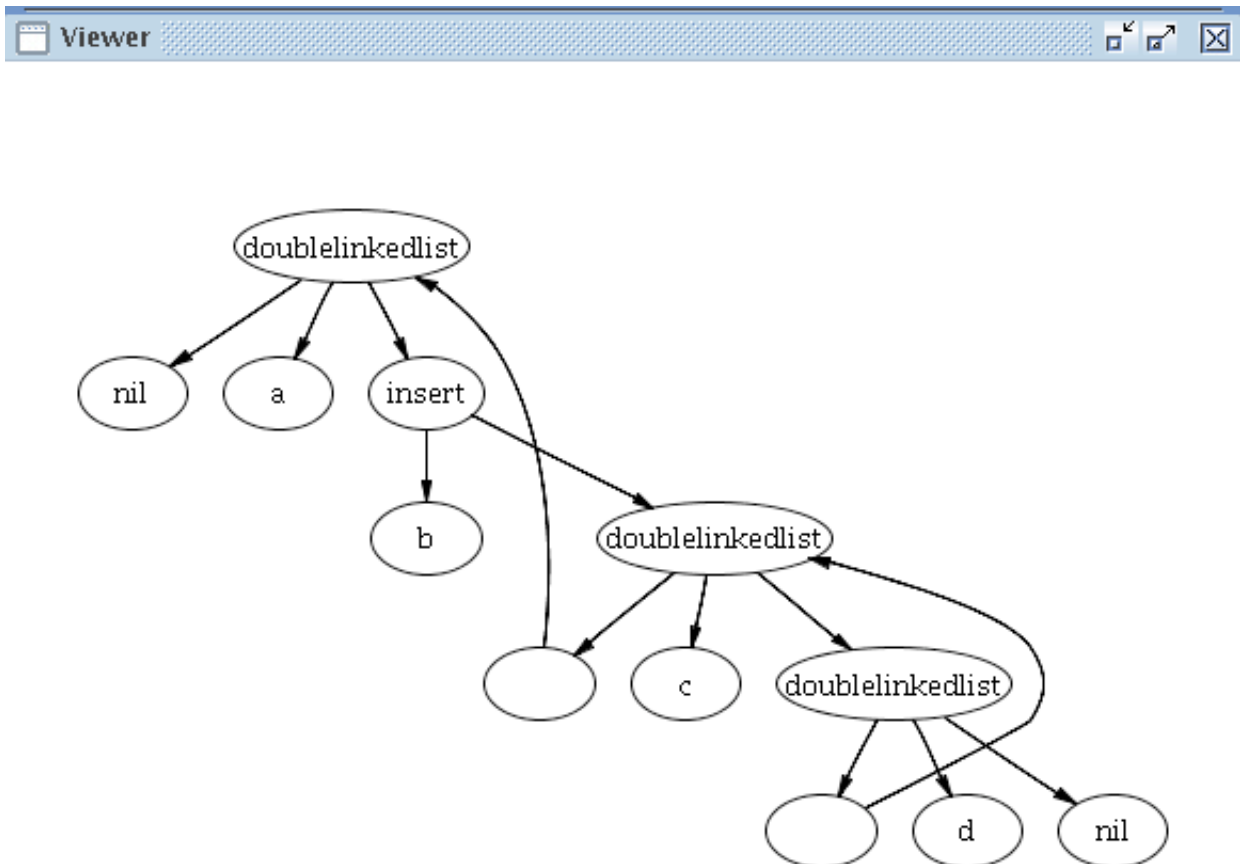 Viewer
doublelinkedlist
nil a insert
b doublelinkedlist
c doublelinkedlist
d nil